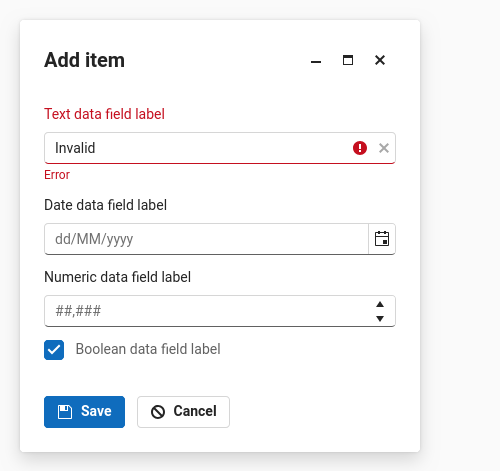 Add item
Text data field label
Invalid
Error
Date data field label
dd/MM/yyyy
Numeric data field label
##,###
Boolean data field label
Save Cancel